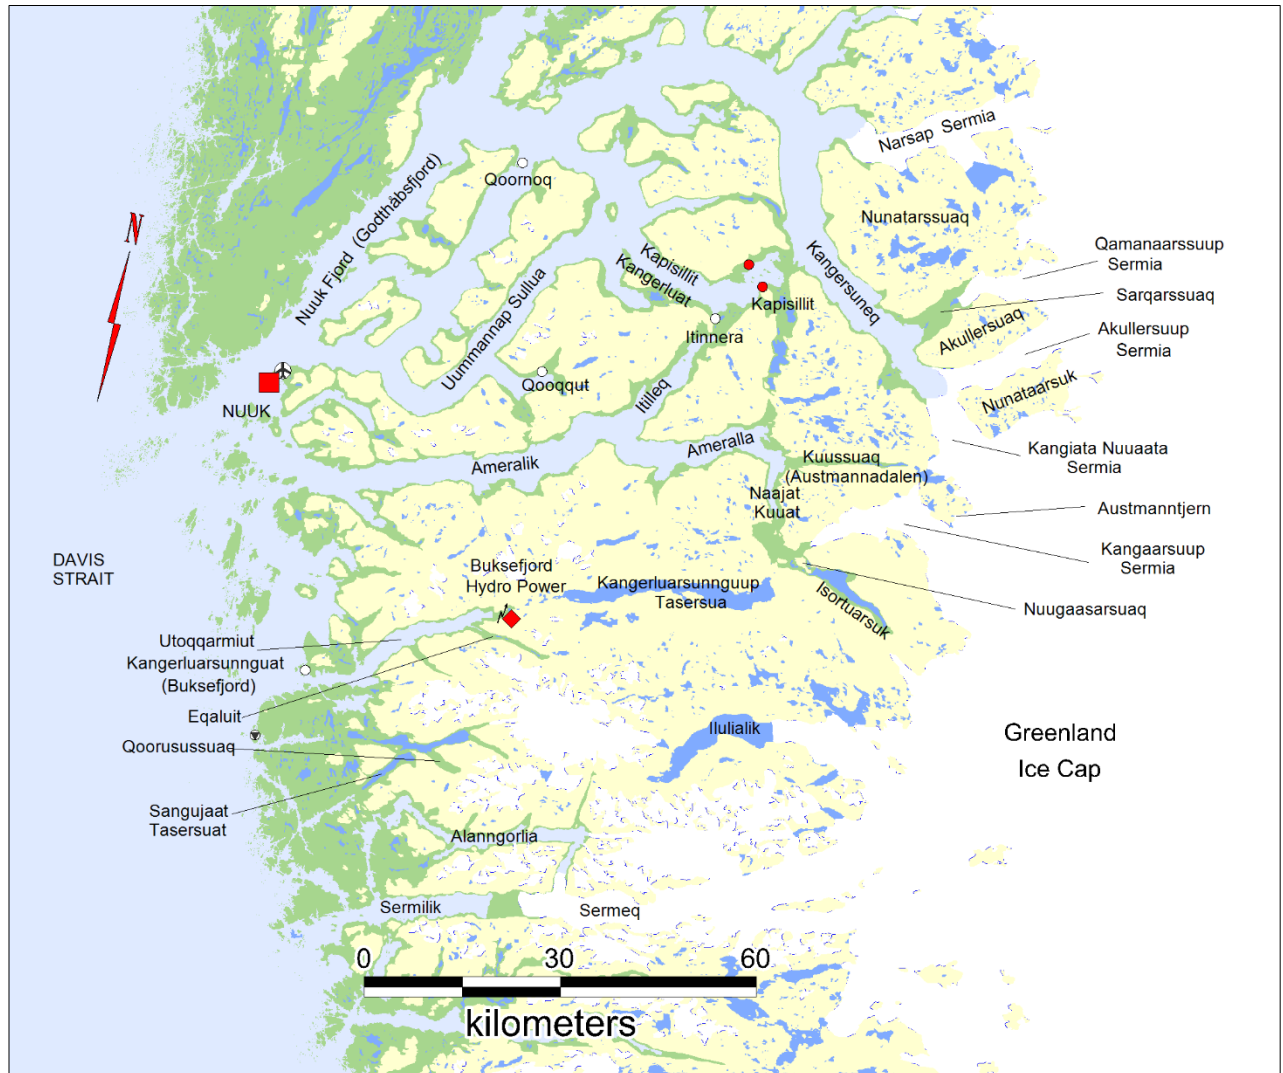 Narsap Sermia
N
Qoornoq
Nuuk Fjord (Godthåbsfjord)
Nunatarssuaq
Qamanaarssuup
Sermia
Kapisillit
Kangerluat
Kangersuneq
Sarqarssuaq
Kapisillit
Uummannap Sullua
Itinnera
Akullersuaq
Akullersuup
Sermia
Qooqqut
Itilleq
Nunataarsuk
NUUK
Ameralla
Ameralik
Kangiata Nuuaata
Sermia
Kuussuaq
(Austmannadalen)
Naajat
Kuuat
Austmanntjern
DAVIS
STRAIT
Kangaarsuup
Sermia
Buksefjord
Hydro Power
Kangerluarsunnguup
Tasersua
Isortuarsuk
Nuugaasarsuaq
Utoqqarmiut
Kangerluarsunnguat
(Buksefjord)
Eqaluit
Ilulialik
Greenland
Ice Cap
Qoorusussuaq
Sangujaat
Tasersuat
Alanngorlia
Sermilik
Sermeq
0 30 60
kilometers